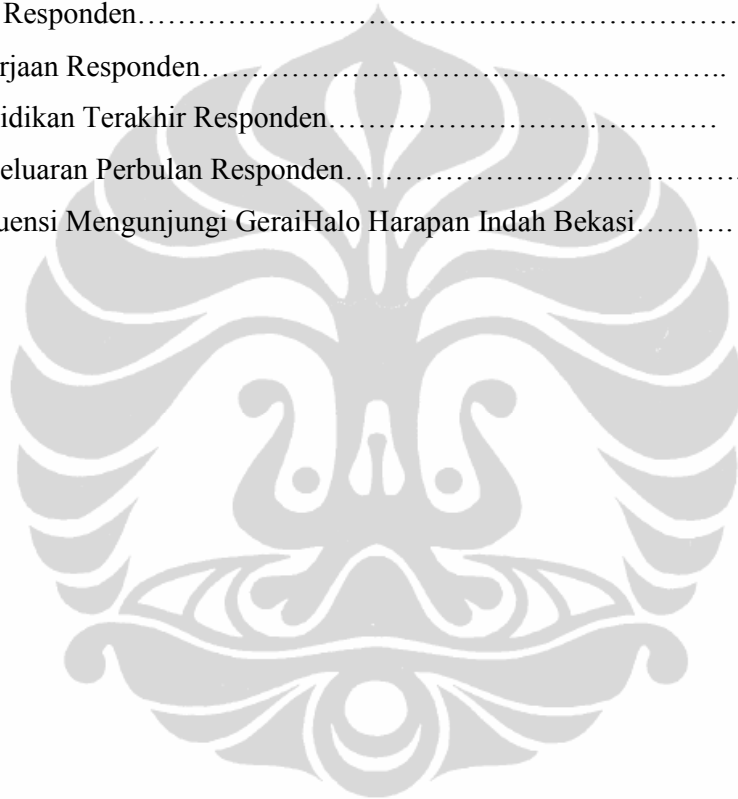 Responden………………………………………………………
rjaan Responden…………………………………………………..
idikan Terakhir Responden……………………………………
eluaran Perbulan Responden……………………………………
uensi Mengunjungi GeraiHalo Harapan Indah Bekasi……….